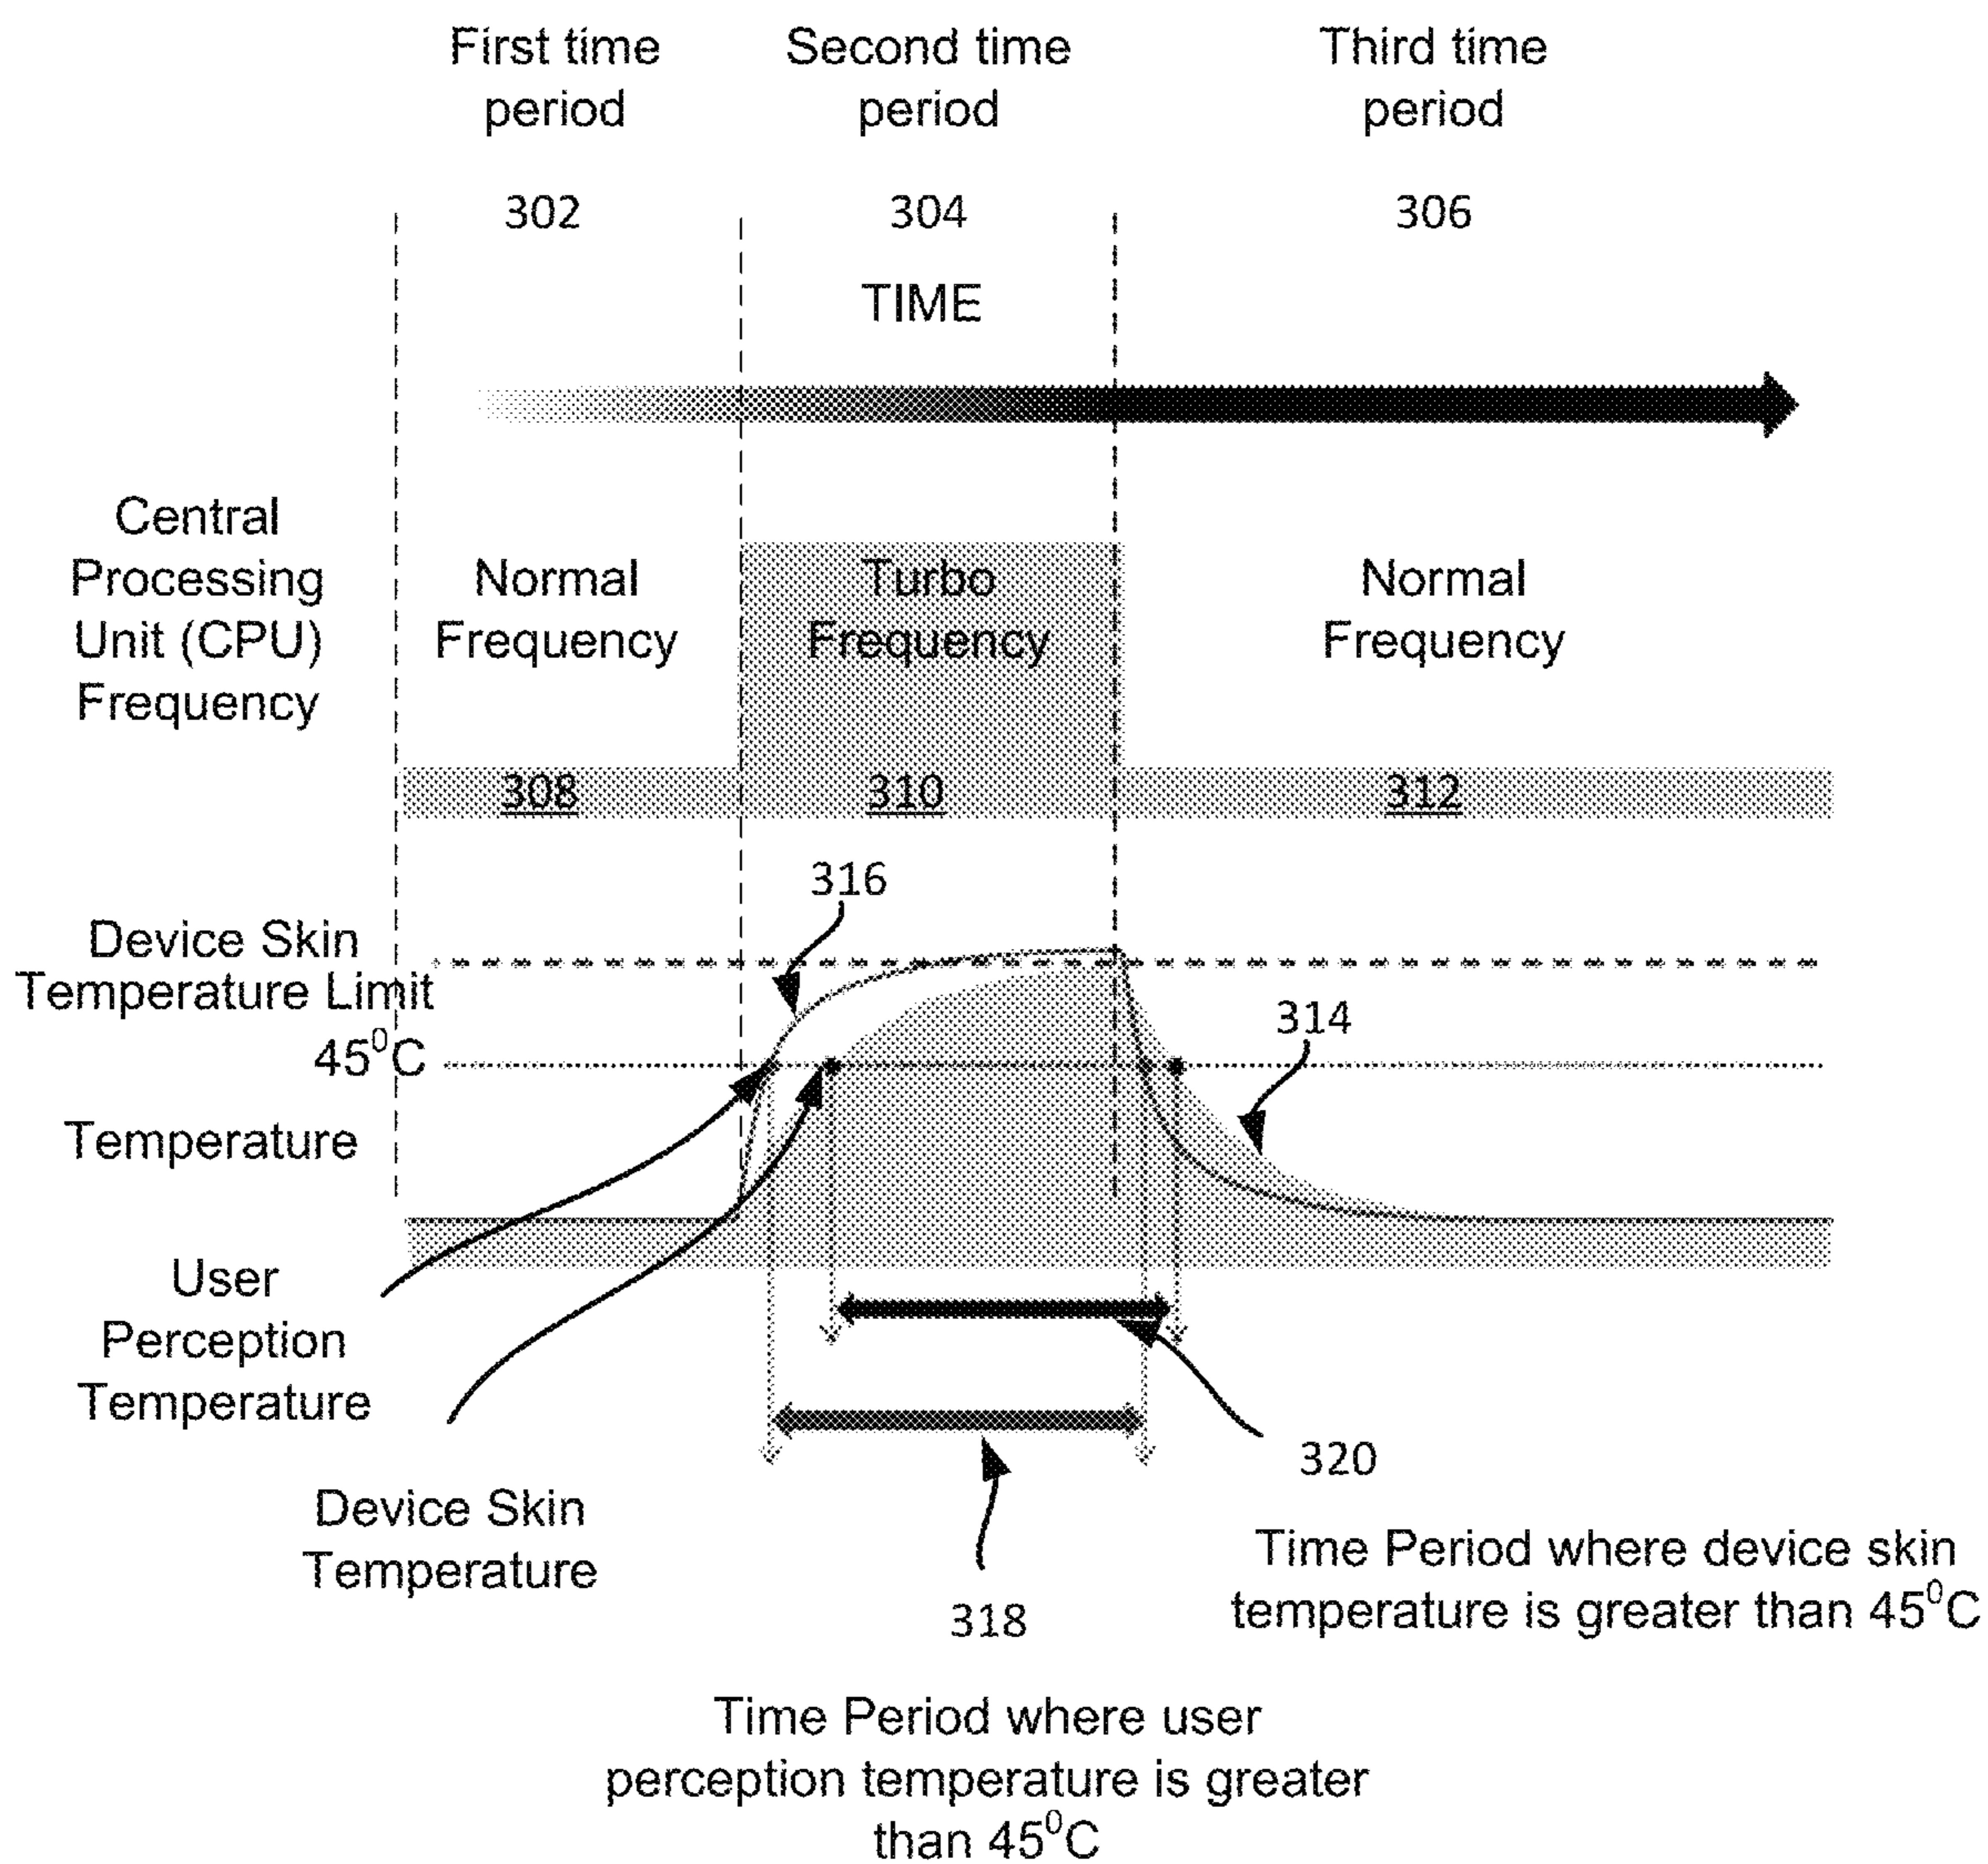 First time
period
Second time
period
Third time
period
302
304
306
TIME
Central
Processing
Unit (CPU)
Frequency
Normal
Frequency
Turbo
Frequency
Normal
Frequency
308
310
312
316
Device Skin
Temperature Limit
45⁰C
314
Temperature
User
Perception
Temperature
320
Device Skin
Temperature
Time Period where device skin
temperature is greater than 45⁰C
318
Time Period where user
perception temperature is greater
than 45⁰C